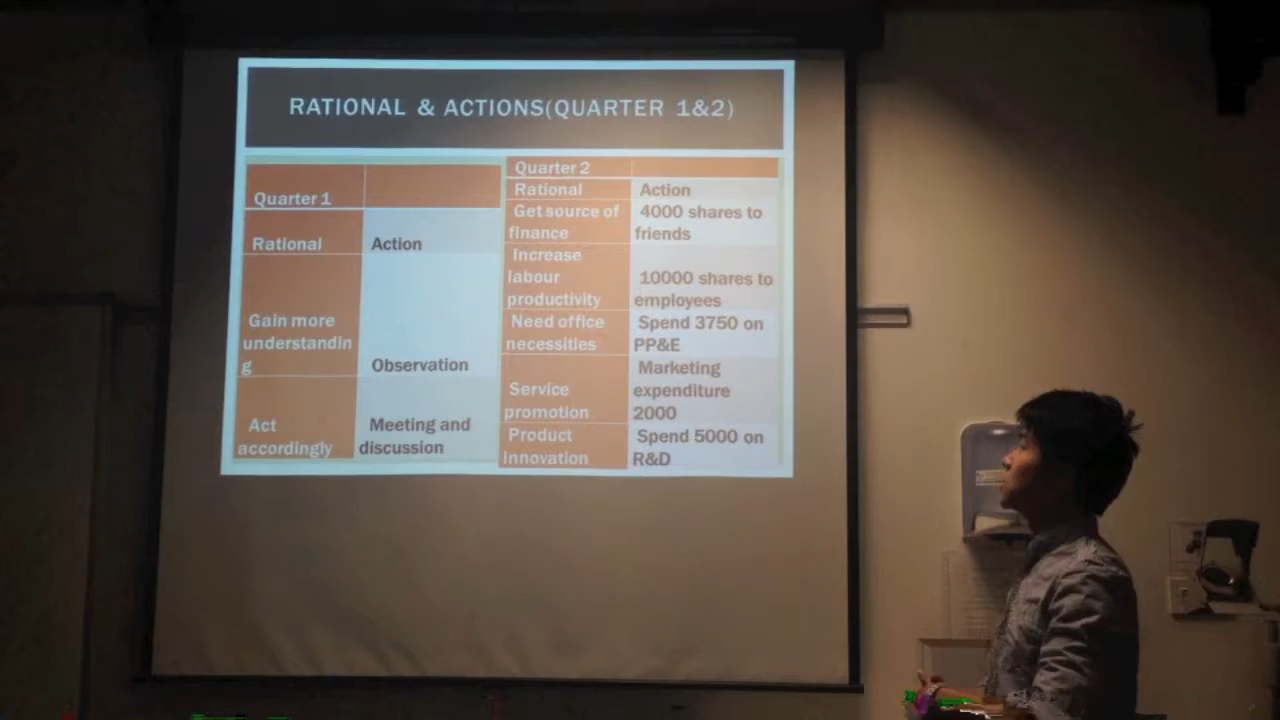 RATIONAL & ACTIONS(QUARTER 1&2)
Quarter 1
Rational
Action
Gain more
understandin
g
Observation
Act
accordingly
Meeting and
discussion
Quarter 2
Rational
Action
Get source of
finance
4000 shares to
friends
Increase
labour
productivity
10000 shares to
employees
Need office
necessities
Spend 3750 on
PP&E
Service
promotion
Marketing
expenditure
2000
Product
innovation
Spend 5000 on
R&D